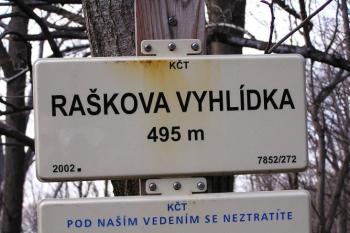 KČT
RAŠKOVA VYHLÍDKA
495 m
2002. 7852/272
KČT
POD NAŠÍM VEDENÍM SE NEZTRATÍTE